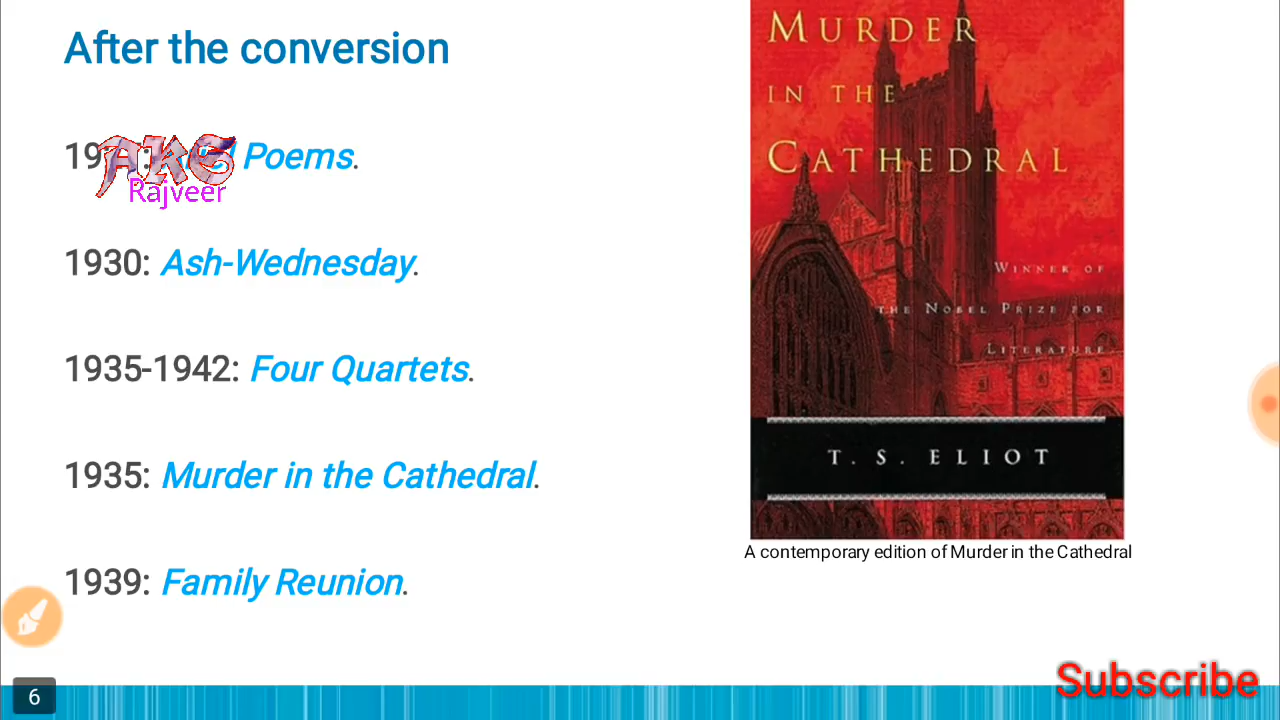 After the conversion
Poems.
AKG
Rajveer
1930: Ash-Wednesday.
1935-1942: Four Quartets.
1935: Murder in the Cathedral.
1939: Family Reunion.
MURDER
IN THE
CATHEDRAL
WINNER OF
THE NOBEL PRIZE FOR
LITERATURE
T. S. ELIOT
A contemporary edition of Murder in the Cathedral
6
Subscribe